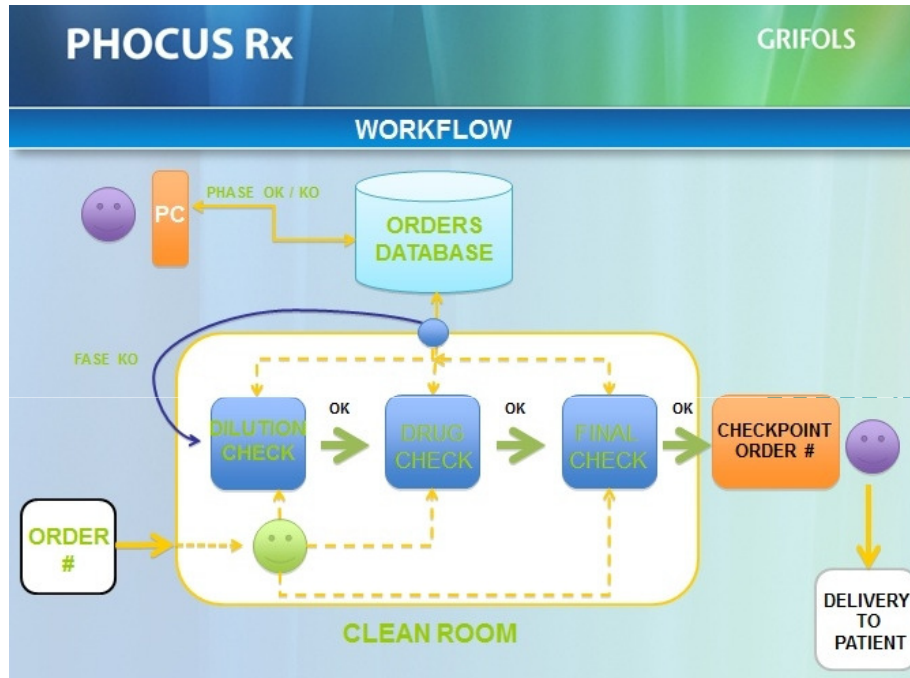 PHOCUS Rx
GRIFOLS
WORKFLOW
PC
PHASE OK / KO
ORDERS
DATABASE
FASE KO
DILUTION
CHECK
OK
DRUG
CHECK
OK
FINAL
CHECK
OK
CHECKPOINT
ORDER #
ORDER
#
CLEAN ROOM
DELIVERY
TO
PATIENT